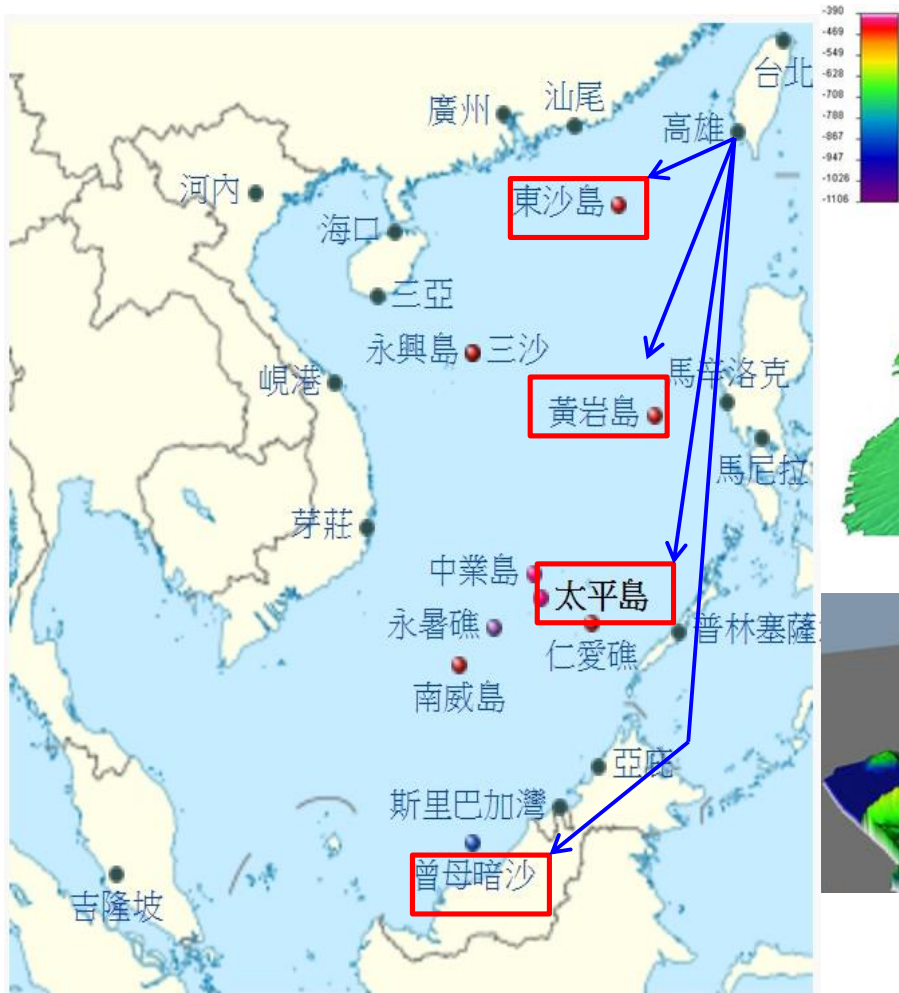 -390
-469
-549
-628
-708
-788
-867
-947
-1026
-1106
台北
廣州
汕尾
高雄
河內
東沙島
海口
三亞
永興島
三沙
峴港
馬辛洛克
黃岩島
馬尼拉
芽莊
中業島
太平島
永暑礁
仁愛礁
普林塞薩
南威島
亞庇
斯里巴加灣
曾母暗沙
吉隆坡